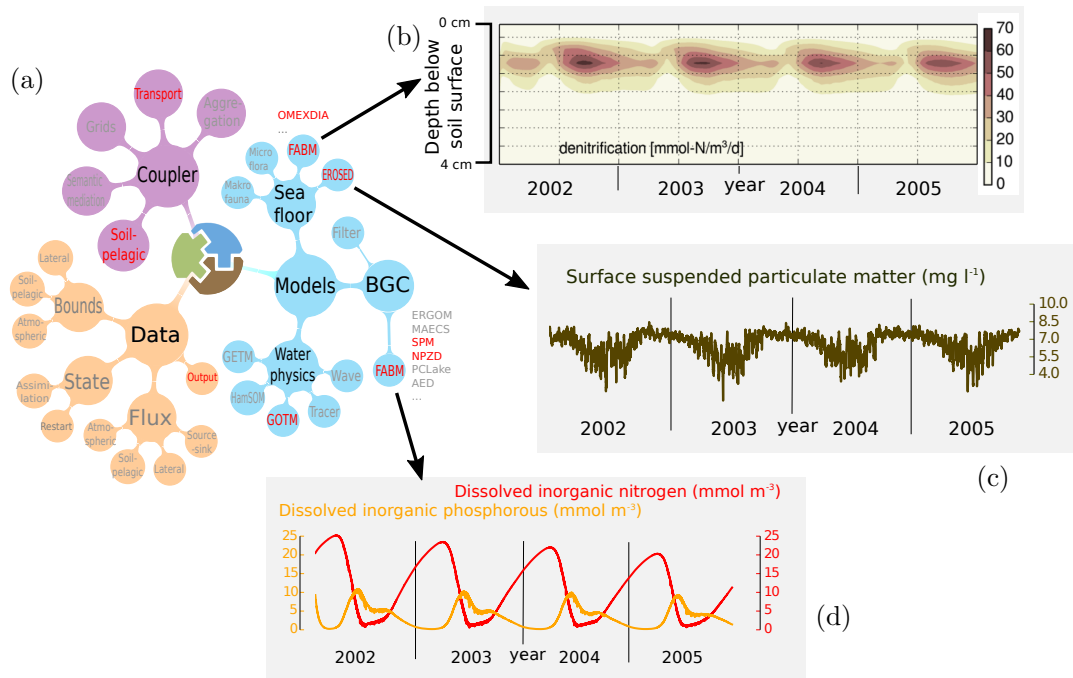 (a)
Transport
Aggre-
gation
Grids
Coupler
Semantic
mediation
Soil-
pelagic
OMEXDIA
...
Micro
flora
FABM
EROSED
Makro
fauna
Sea
floor
Filter
Models
BGC
ERGOM
MAECS
SPM
NPZD
PCLake
AED
...
FABM
Water
physics
GETM
Wave
HamSOM
Tracer
GOTM
Lateral
Soil-
pelagic
Bounds
Atmo-
spheric
Data
State
Output
Assimi-
lation
Restart
Flux
Atmo-
spheric
Source
-sink
Soil-
pelagic
Lateral
(b)
0 cm
Depth below
soil surface
4 cm
denitrification [mmol-N/m³/d]
70
60
50
40
30
20
10
0
2002
2003
year
2004
2005
Surface suspended particulate matter (mg l⁻¹)
10.0
8.5
7.0
5.5
4.0
2002
2003
year
2004
2005
(c)
Dissolved inorganic nitrogen (mmol m⁻³)
Dissolved inorganic phosphorous (mmol m⁻³)
25
20
15
10
5
0
25
20
15
10
5
0
2002
2003
year
2004
2005
(d)